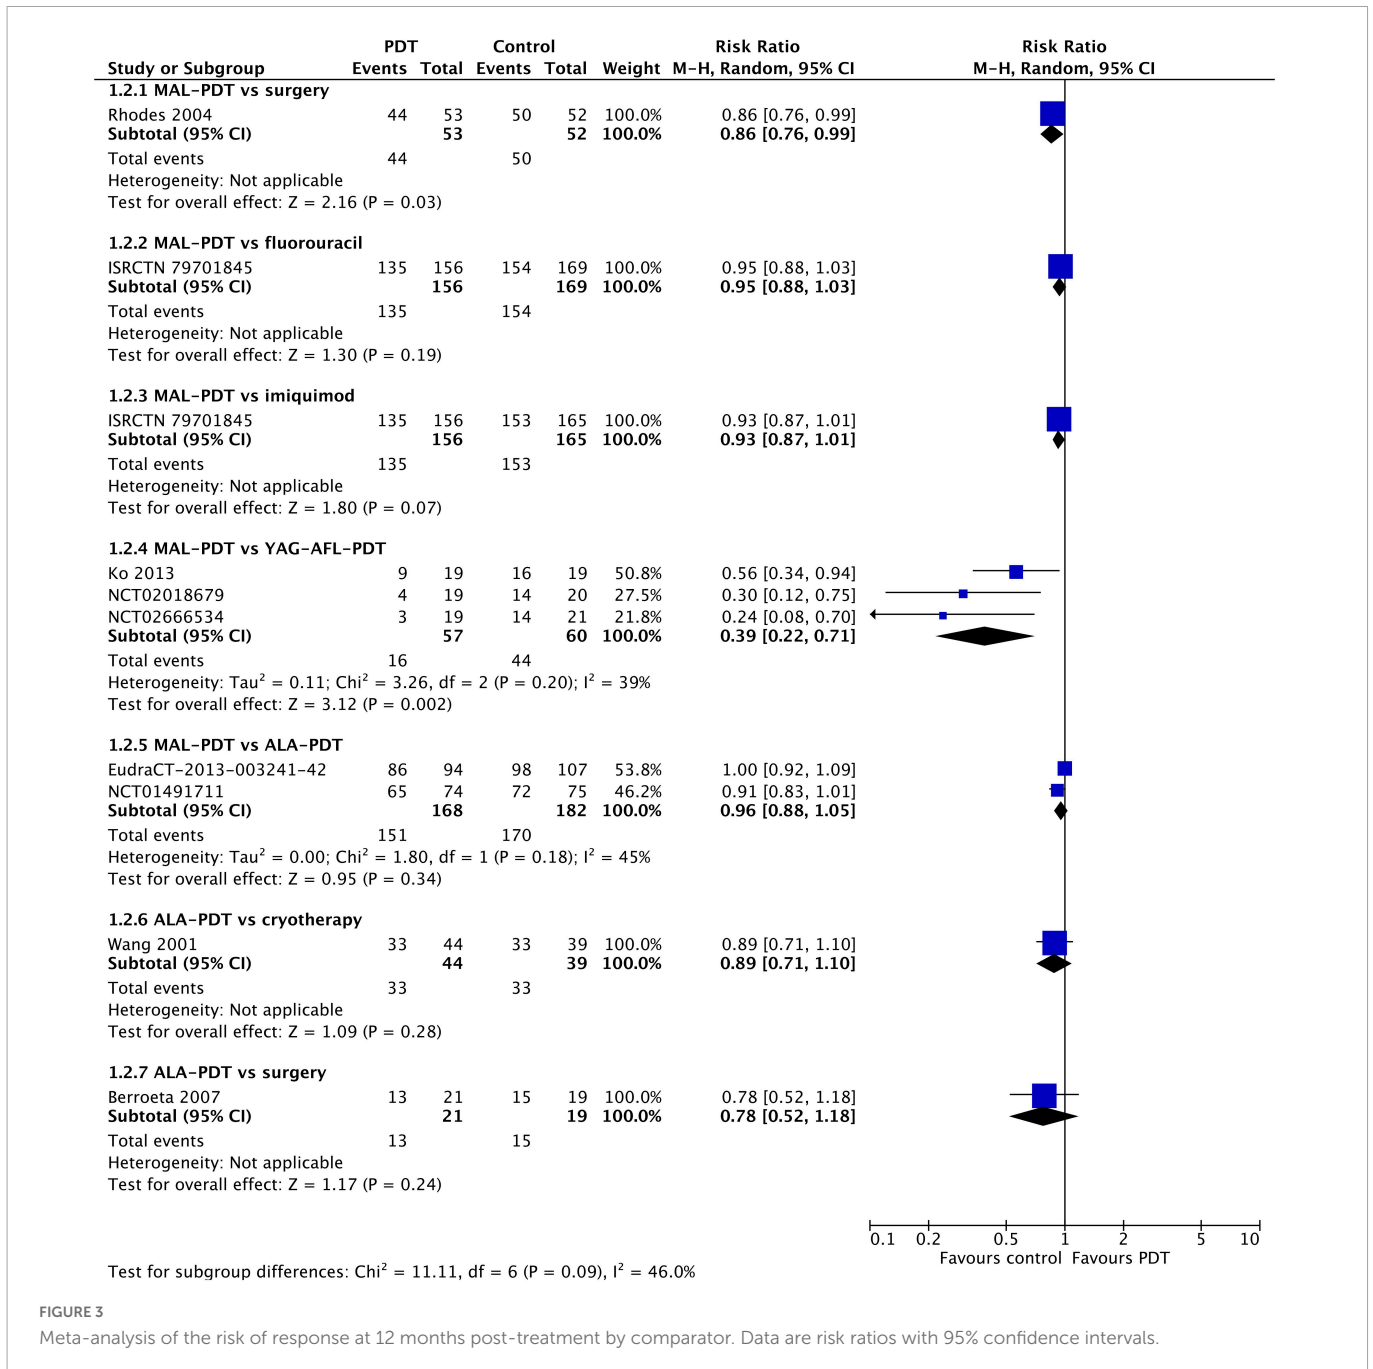 PDT Control Risk Ratio Risk Ratio
Study or Subgroup Events Total Events Total Weight M-H, Random, 95% CI M-H, Random, 95% CI
1.2.1 MAL-PDT vs surgery
Rhodes 2004 44 53 50 52 100.0% 0.86 [0.76, 0.99]
Subtotal (95% CI) 53 52 100.0% 0.86 [0.76, 0.99]
Total events 44 50
Heterogeneity: Not applicable
Test for overall effect: Z = 2.16 (P = 0.03)
1.2.2 MAL-PDT vs fluorouracil
ISRCTN 79701845 135 156 154 169 100.0% 0.95 [0.88, 1.03]
Subtotal (95% CI) 156 169 100.0% 0.95 [0.88, 1.03]
Total events 135 154
Heterogeneity: Not applicable
Test for overall effect: Z = 1.30 (P = 0.19)
1.2.3 MAL-PDT vs imiquimod
ISRCTN 79701845 135 156 153 165 100.0% 0.93 [0.87, 1.01]
Subtotal (95% CI) 156 165 100.0% 0.93 [0.87, 1.01]
Total events 135 153
Heterogeneity: Not applicable
Test for overall effect: Z = 1.80 (P = 0.07)
1.2.4 MAL-PDT vs YAG-AFL-PDT
Ko 2013 9 19 16 19 50.8% 0.56 [0.34, 0.94]
NCT02018679 4 19 14 20 27.5% 0.30 [0.12, 0.75]
NCT02666534 3 19 14 21 21.8% 0.24 [0.08, 0.70]
Subtotal (95% CI) 57 60 100.0% 0.39 [0.22, 0.71]
Total events 16 44
Heterogeneity: Tau² = 0.11; Chi² = 3.26, df = 2 (P = 0.20); I² = 39%
Test for overall effect: Z = 3.12 (P = 0.002)
1.2.5 MAL-PDT vs ALA-PDT
EudraCT-2013-003241-42 86 94 98 107 53.8% 1.00 [0.92, 1.09]
NCT01491711 65 74 72 75 46.2% 0.91 [0.83, 1.01]
Subtotal (95% CI) 168 182 100.0% 0.96 [0.88, 1.05]
Total events 151 170
Heterogeneity: Tau² = 0.00; Chi² = 1.80, df = 1 (P = 0.18); I² = 45%
Test for overall effect: Z = 0.95 (P = 0.34)
1.2.6 ALA-PDT vs cryotherapy
Wang 2001 33 44 33 39 100.0% 0.89 [0.71, 1.10]
Subtotal (95% CI) 44 39 100.0% 0.89 [0.71, 1.10]
Total events 33 33
Heterogeneity: Not applicable
Test for overall effect: Z = 1.09 (P = 0.28)
1.2.7 ALA-PDT vs surgery
Berroeta 2007 13 21 15 19 100.0% 0.78 [0.52, 1.18]
Subtotal (95% CI) 21 19 100.0% 0.78 [0.52, 1.18]
Total events 13 15
Heterogeneity: Not applicable
Test for overall effect: Z = 1.17 (P = 0.24)
0.1 0.2 0.5 1 2 5 10
Favours control Favours PDT
Test for subgroup differences: Chi² = 11.11, df = 6 (P = 0.09), I² = 46.0%
FIGURE 3
Meta-analysis of the risk of response at 12 months post-treatment by comparator. Data are risk ratios with 95% confidence intervals.